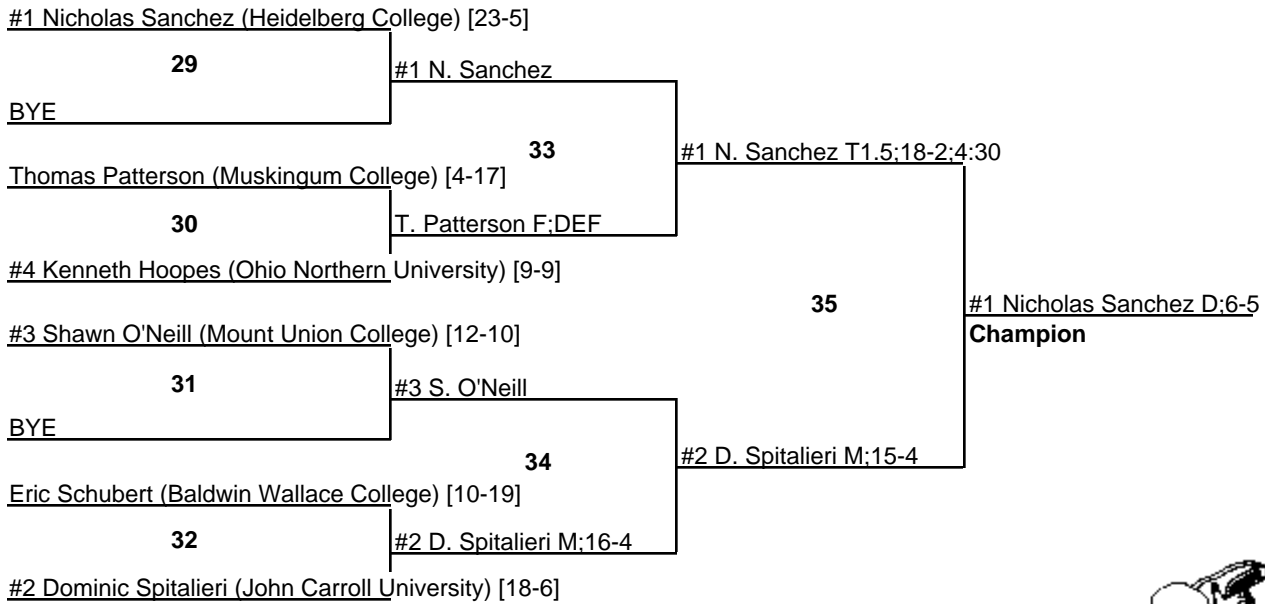 #1 Nicholas Sanchez (Heidelberg College) [23-5]
29
#1 N. Sanchez
BYE
33
#1 N. Sanchez T1.5;18-2;4:30
Thomas Patterson (Muskingum College) [4-17]
30
T. Patterson F;DEF
#4 Kenneth Hoopes (Ohio Northern University) [9-9]
35
#1 Nicholas Sanchez D;6-5
Champion
#3 Shawn O'Neill (Mount Union College) [12-10]
31
#3 S. O'Neill
BYE
34
#2 D. Spitalieri M;15-4
Eric Schubert (Baldwin Wallace College) [10-19]
32
#2 D. Spitalieri M;16-4
#2 Dominic Spitalieri (John Carroll University) [18-6]